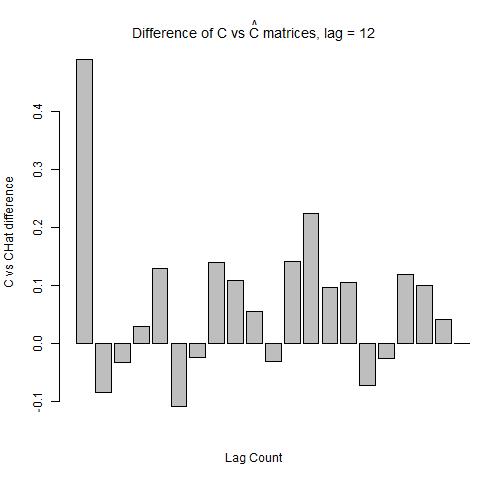 Difference of C vs Ĉ matrices, lag = 12
C vs CHat difference
0.4
0.3
0.2
0.1
0.0
-0.1
Lag Count